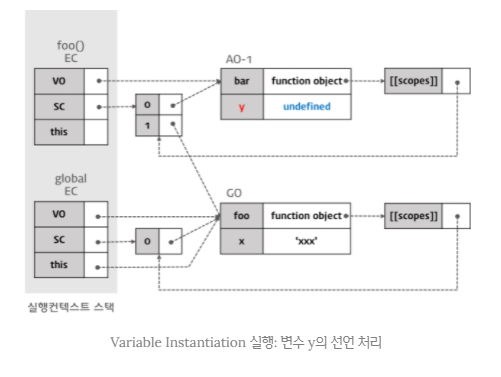 foo()
EC
VO
SC
this
0
1
AO-1
bar function object
y undefined
[[scopes]]
global
EC
VO
SC
this
0
GO
foo function object
x 'xxx'
[[scopes]]
실행컨텍스트 스택
Variable Instantiation 실행: 변수 y의 선언 처리